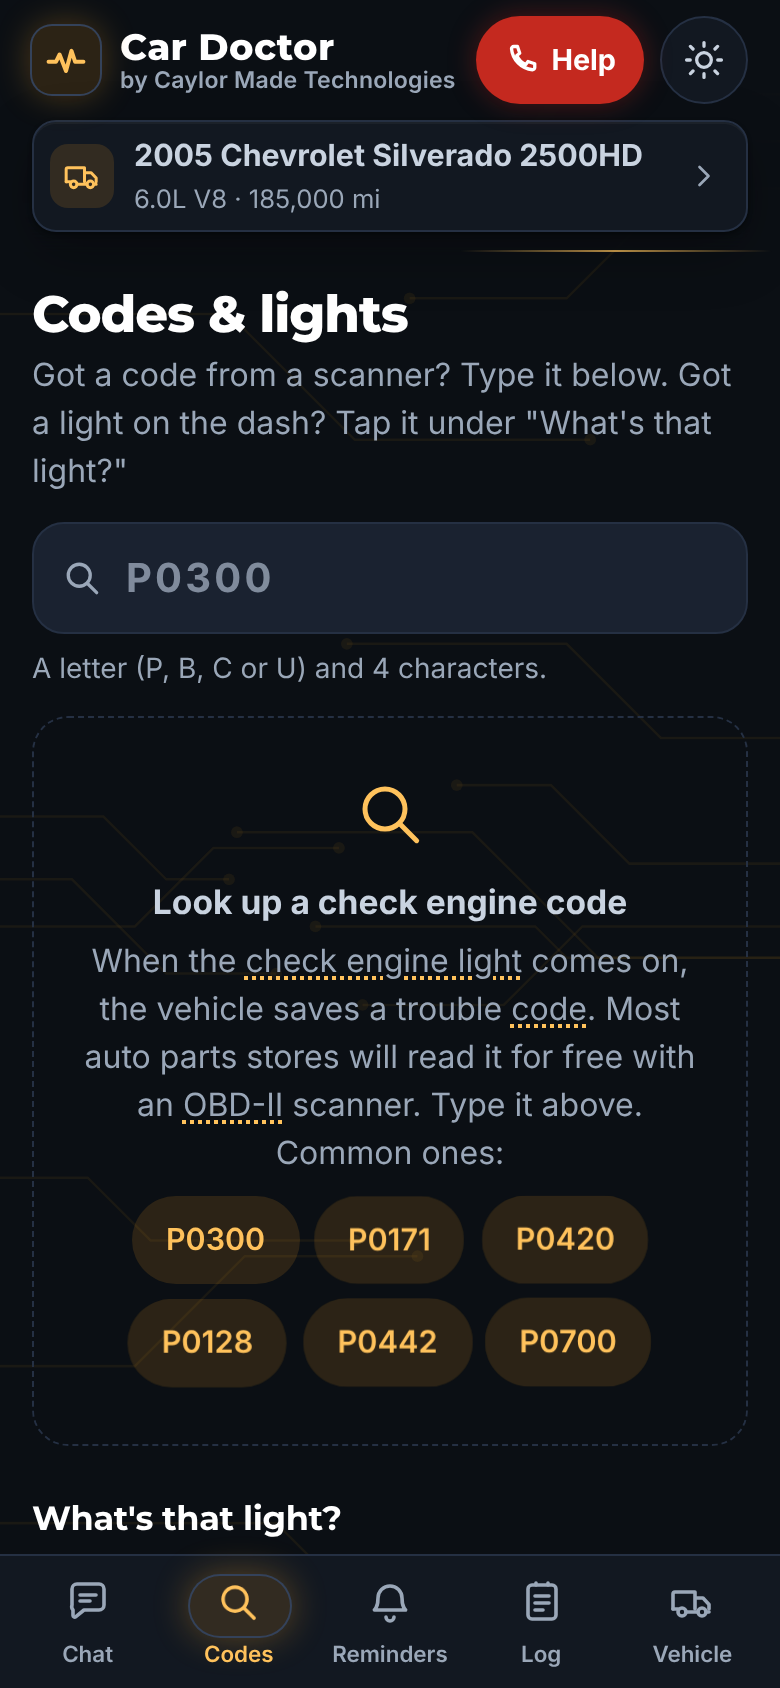 Car Doctor
by Caylor Made Technologies
Help
2005 Chevrolet Silverado 2500HD
6.0L V8 · 185,000 mi
Codes & lights
Got a code from a scanner? Type it below. Got
a light on the dash? Tap it under "What's that
light?"
P0300
A letter (P, B, C or U) and 4 characters.
Look up a check engine code
When the check engine light comes on,
the vehicle saves a trouble code. Most
auto parts stores will read it for free with
an OBD-II scanner. Type it above.
Common ones:
P0300 P0171 P0420
P0128 P0442 P0700
What's that light?
Chat Codes Reminders Log Vehicle